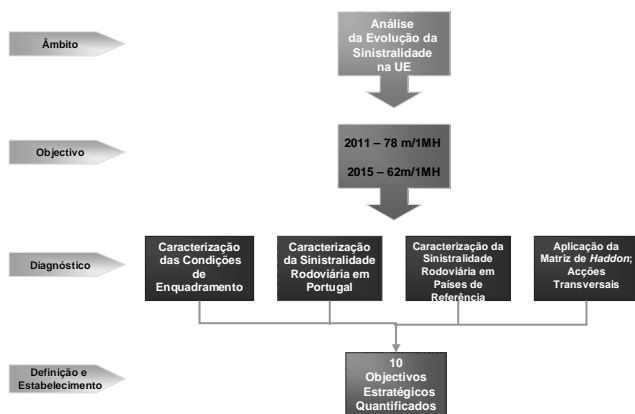 Âmbito
Análise
da Evolução da
Sinistralidade
na UE
Objectivo
2011 – 78 m/1MH
2015 – 62m/1MH
Diagnóstico
Caracterização
das Condições
de
Enquadramento
Caracterização
da Sinistralidade
Rodoviária em
Portugal
Caracterização da
Sinistralidade
Rodoviária em
Países de
Referência
Aplicação da
Matriz de Haddon;
Acções
Transversais
Definição e
Estabelecimento
10
Objectivos
Estratégicos
Quantificados